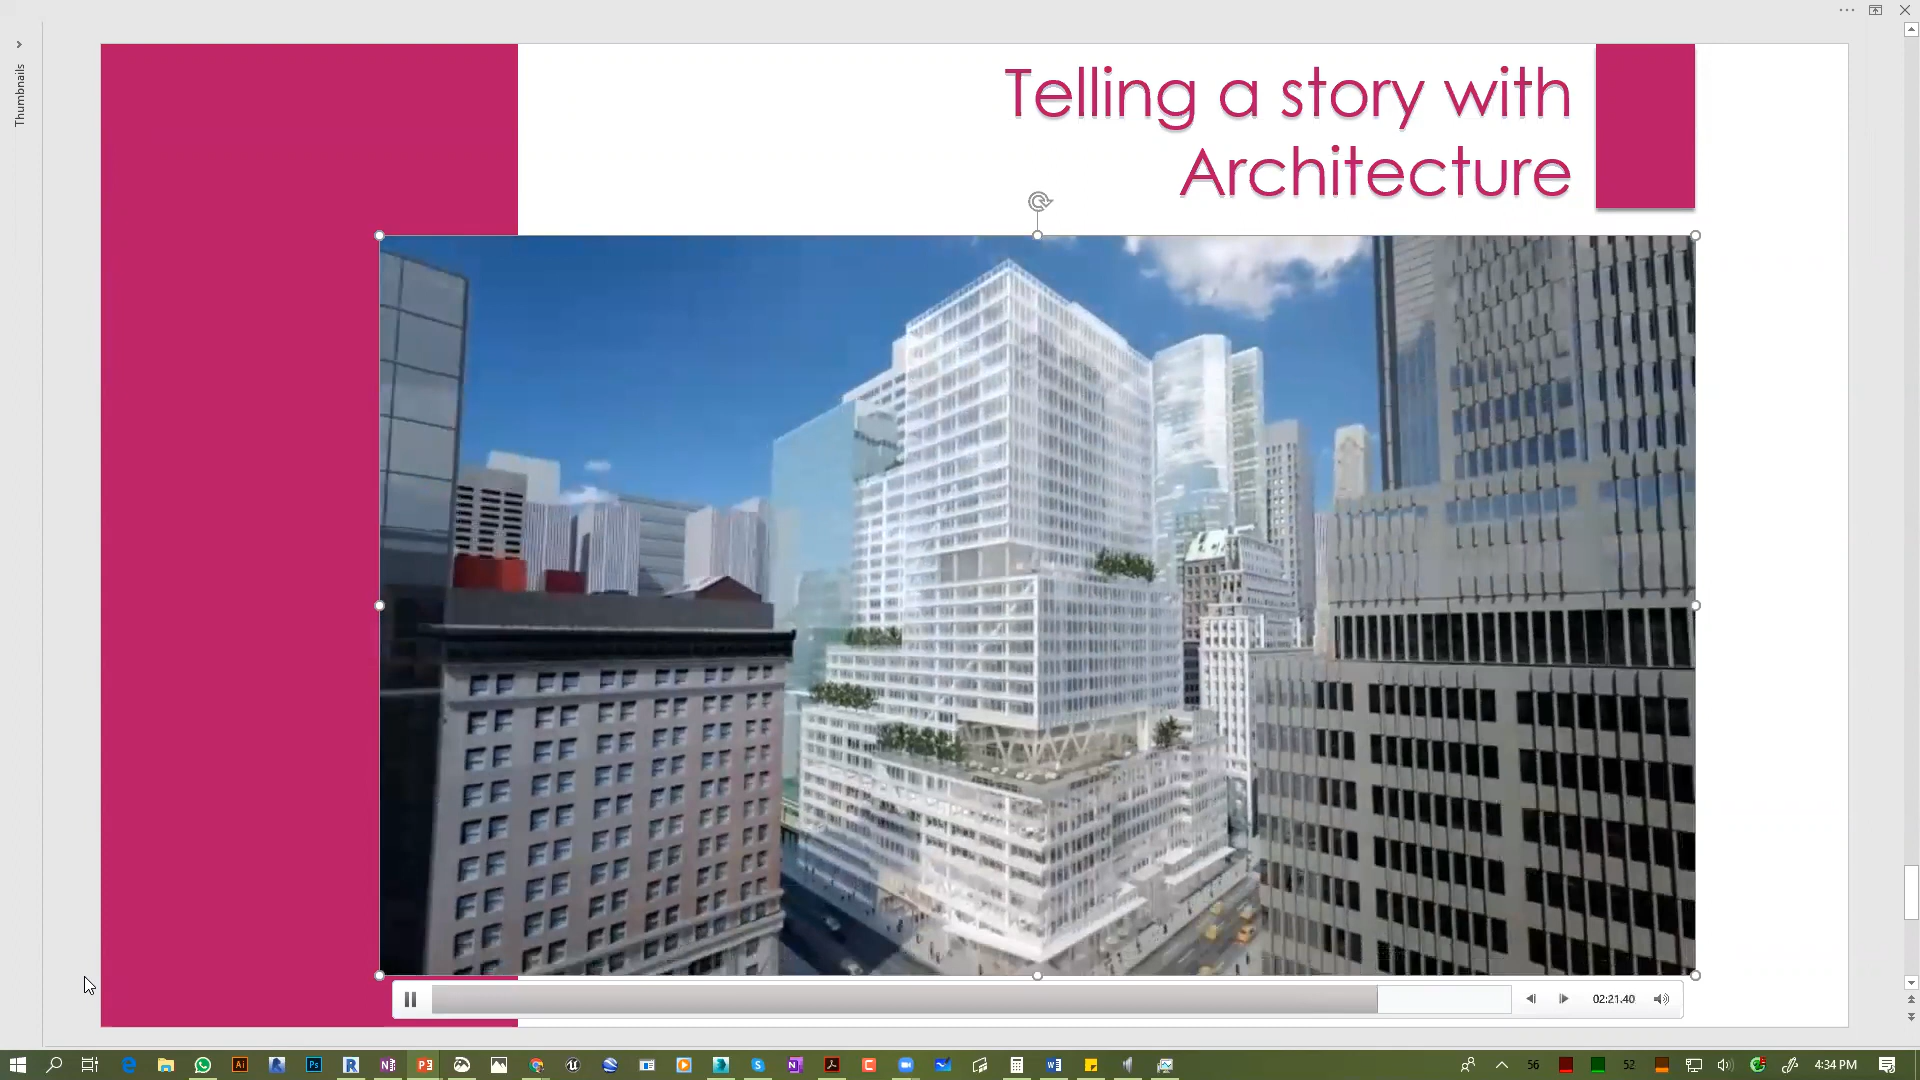 Thumbnails
Telling a story with
Architecture
02:21.40
56
52
4:34 PM